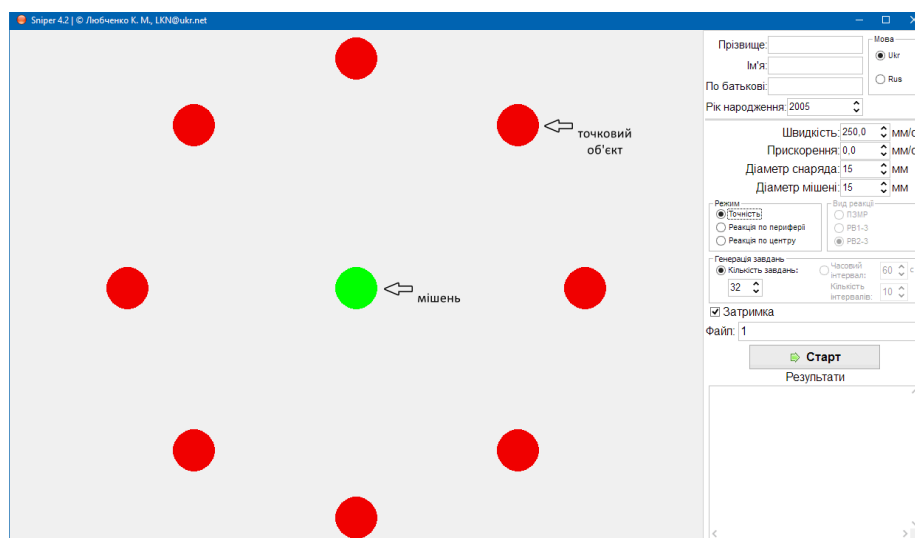 Sniper 4.2 | © Любченко К. М., LKN@ukr.net
точковий
об'єкт
мішень
Прізвище:
Ім'я:
По батькові:
Рік народження: 2005
Мова
Ukr
Rus
Швидкість: 250,0 мм/с
Прискорення: 0,0 мм/с
Діаметр снаряда: 15 мм
Діаметр мішені: 15 мм
Режим
Точність
Реакція по периферії
Реакція по центру
Вид реакції
ПЗМР
РВ1-3
РВ2-3
Генерація завдань
Кількість завдань:
32
Часовий
інтервал:
60 с
Кількість
інтервалів:
10
Затримка
Файл: 1
Старт
Результати